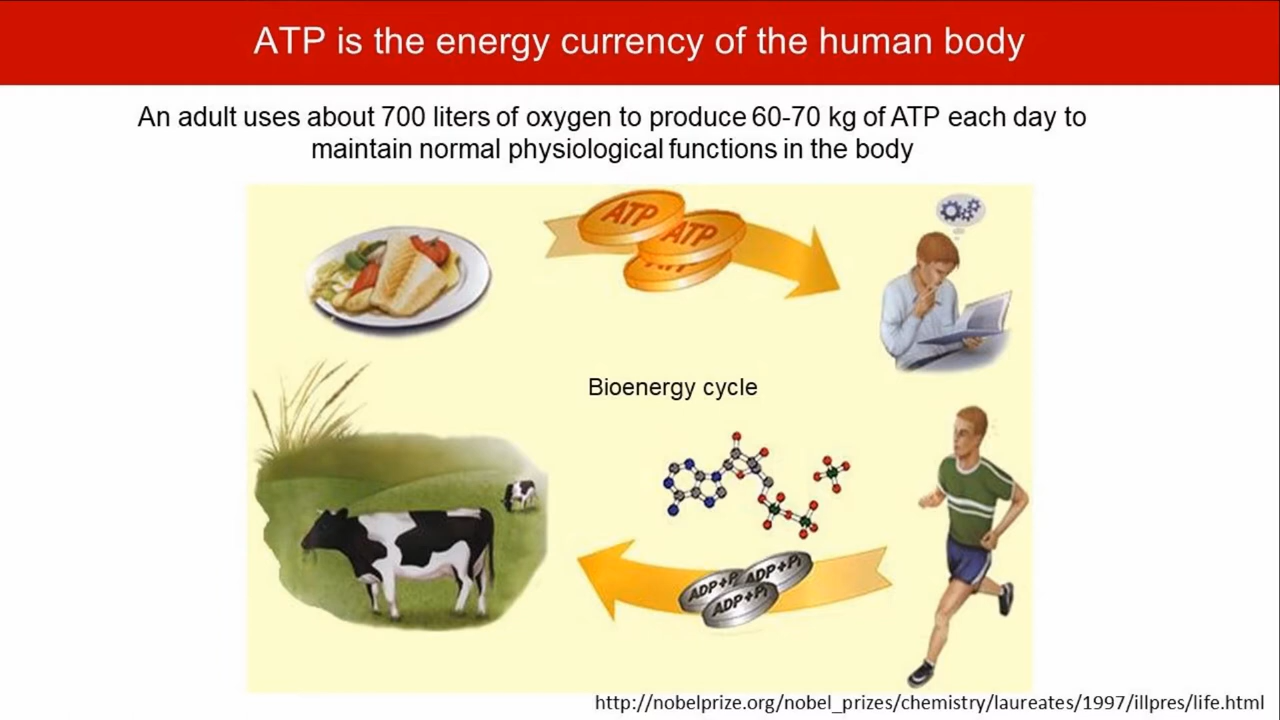 ATP is the energy currency of the human body
An adult uses about 700 liters of oxygen to produce 60-70 kg of ATP each day to
maintain normal physiological functions in the body
ATP
ATP
ATP
Bioenergy cycle
ADP+Pi
ADP+Pi
ADP+Pi
http://nobelprize.org/nobel_prizes/chemistry/laureates/1997/illpres/life.html